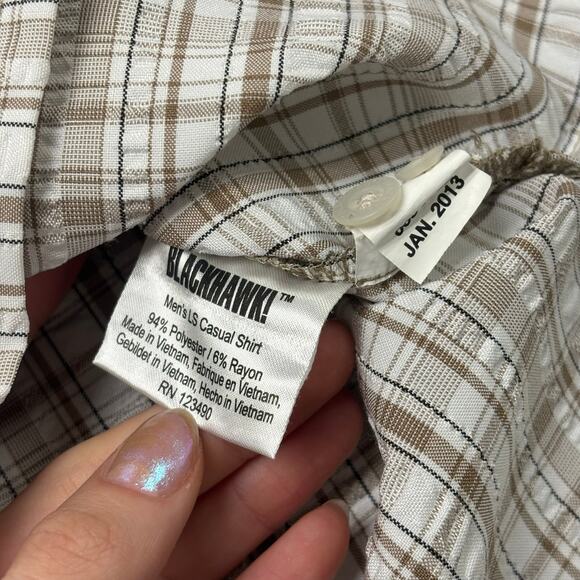 BLACKHAWK! ™
Men's LS Casual Shirt
94% Polyester / 6% Rayon
Made in Vietnam, Fabrique en Vietnam,
Gebildet in Vietnam, Hecho in Vietnam
RN 123490
JAN. 2013